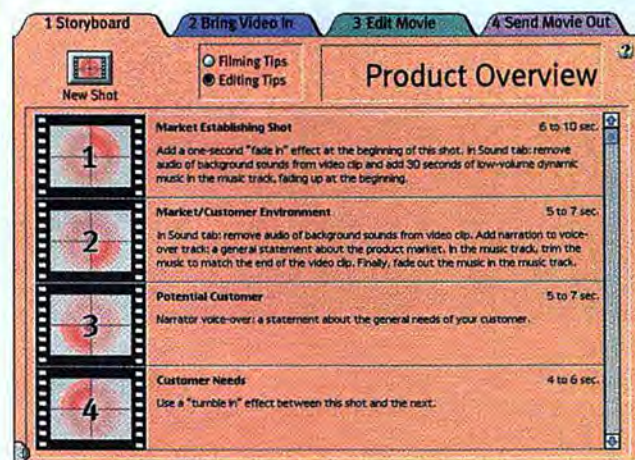 1 Storyboard
2 Bring Video In
3 Edit Movie
4 Send Movie Out
New Shot
Filming Tips
Editing Tips
Product Overview
?
1
Market Establishing Shot
6 to 10 sec.
Add a one-second "fade in" effect at the beginning of this shot. In Sound tab: remove
audio of background sounds from video clip and add 30 seconds of low-volume dynamic
music in the music track, fading up at the beginning.
2
Market/Customer Environment
5 to 7 sec.
In Sound tab: remove audio of background sounds from video clip. Add narration to voice-
over track: a general statement about the product market. In the music track, trim the
music to match the end of the video clip. Finally, fade out the music in the music track.
3
Potential Customer
5 to 7 sec.
Narrator voice-over: a statement about the general needs of your customer.
4
Customer Needs
4 to 6 sec.
Use a "tumble in" effect between this shot and the next.